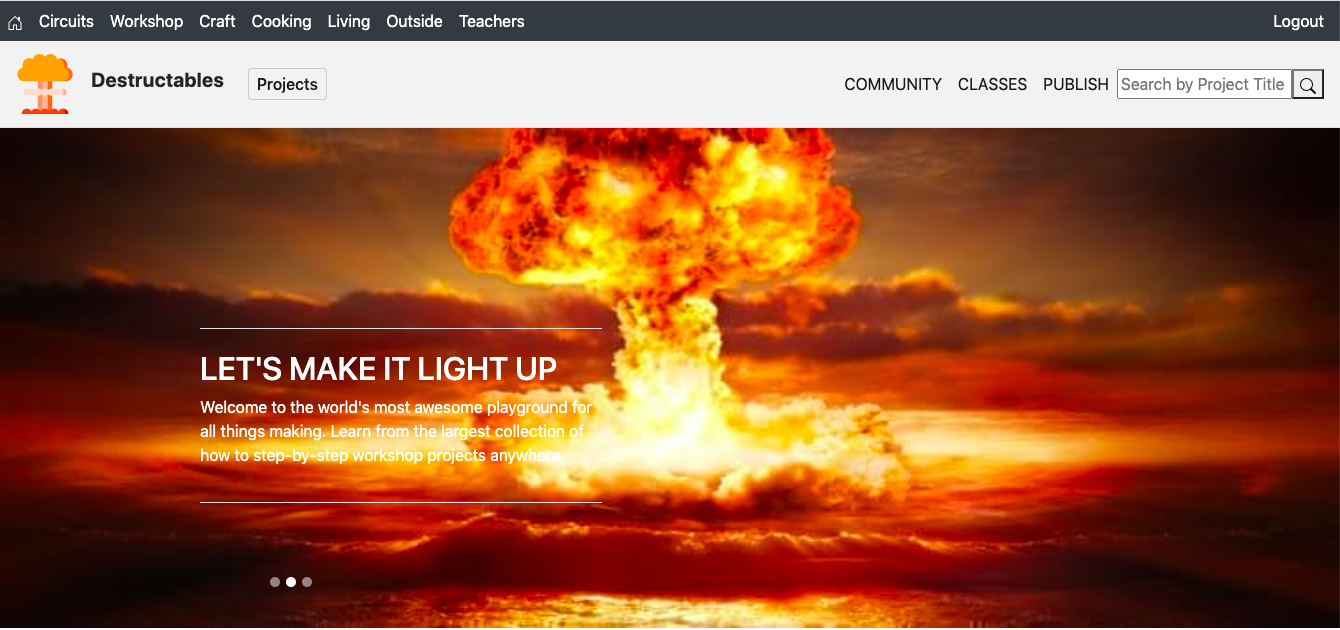 Circuits Workshop Craft Cooking Living Outside Teachers Logout
Destructables Projects COMMUNITY CLASSES PUBLISH Search by Project Title
LET'S MAKE IT LIGHT UP
Welcome to the world's most awesome playground for
all things making. Learn from the largest collection of
how to step-by-step workshop projects anywhere.